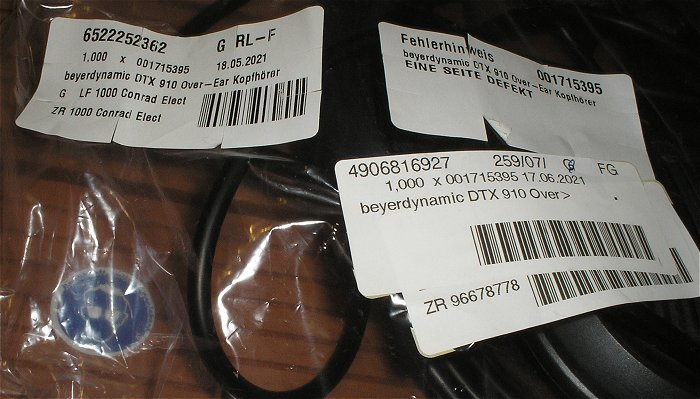 6522252362 G RL-F
1,000 x 001715395 18.05.2021
beyerdynamic DTX 910 Over-Ear Kopfhörer
G LF 1000 Conrad Elect
ZR 1000 Conrad Elect
Fehlerhinweis
beyerdynamic DTX 910 Over-Ear Kopfhörer
001715395
EINE SEITE DEFEKT
4906816927 259/07/ G FG
1,000 x 001715395 17.06.2021
beyerdynamic DTX 910 Over>
ZR 96678778